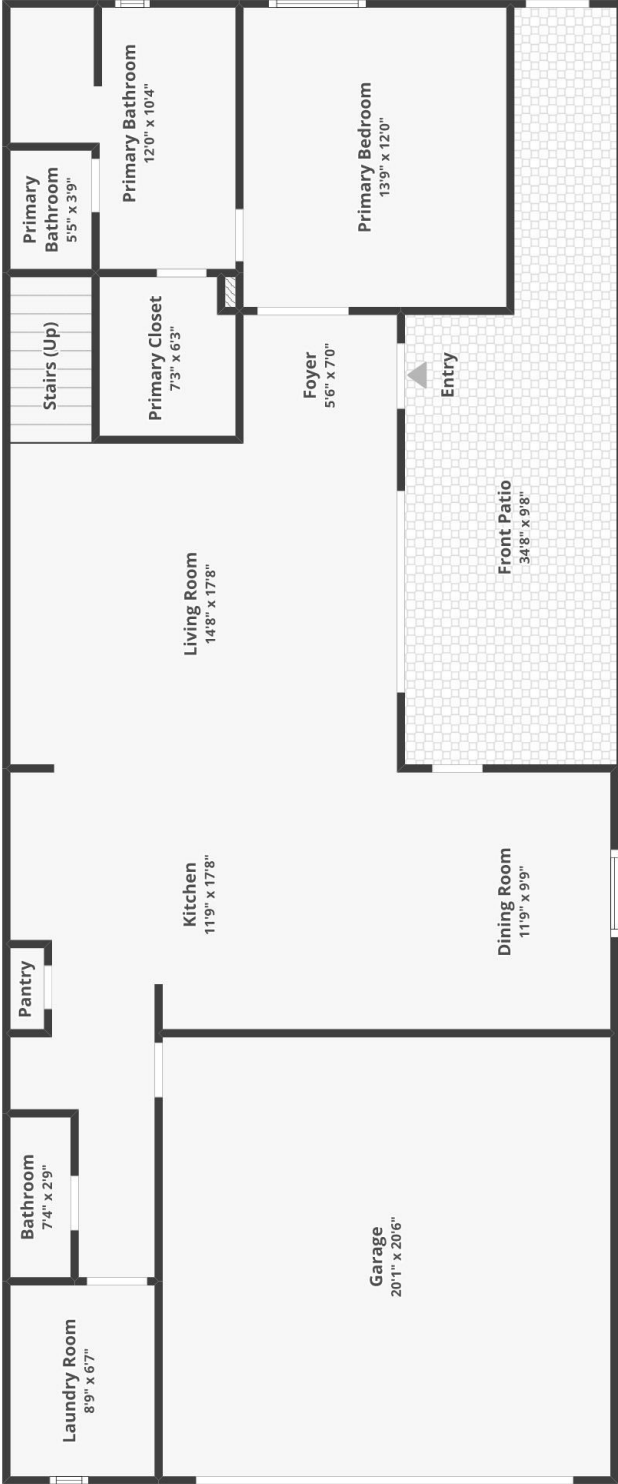 Primary Bathroom
12'0" x 10'4"
Primary Bedroom
13'9" x 12'0"
Primary
Bathroom
5'5" x 3'9"
Stairs (Up)
Primary Closet
7'3" x 6'3"
Foyer
5'6" x 7'0"
Entry
Front Patio
34'8" x 9'8"
Living Room
14'8" x 17'8"
Kitchen
11'9" x 17'8"
Dining Room
11'9" x 9'9"
Pantry
Bathroom
7'4" x 2'9"
Garage
20'1" x 20'6"
Laundry Room
8'9" x 6'7"